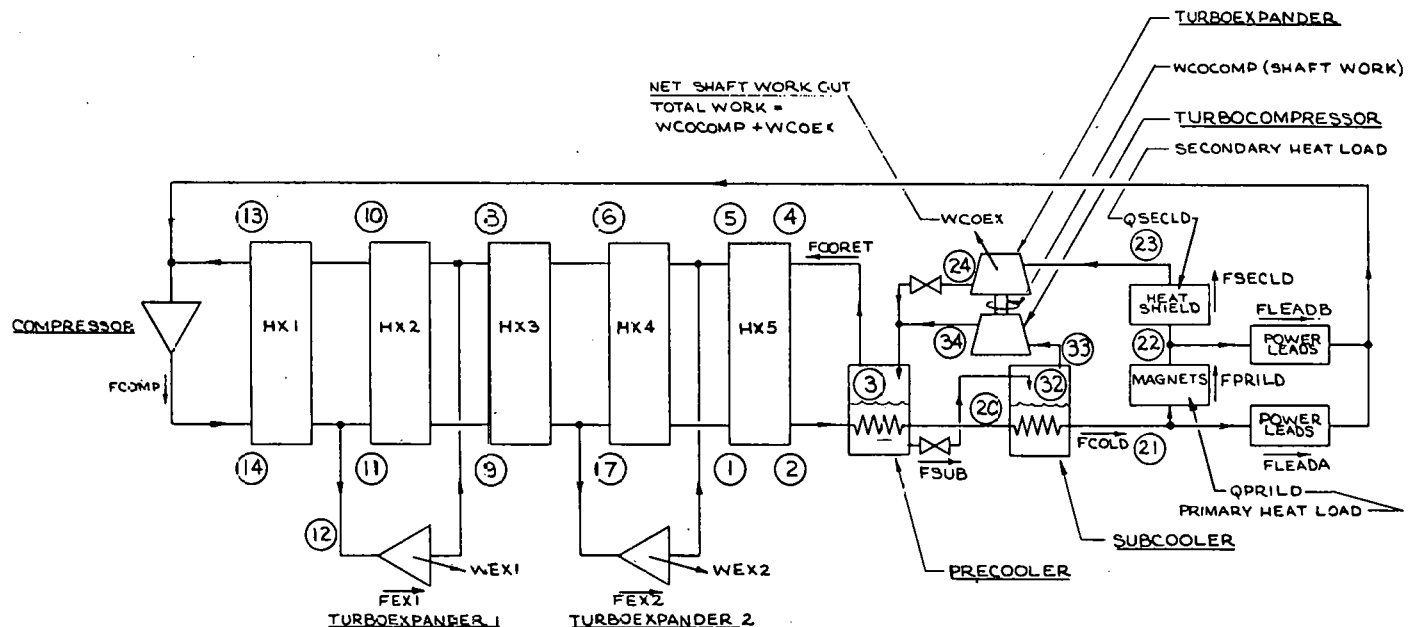 TURBOEXPANDER
NET SHAFT WORK OUT
TOTAL WORK =
WCOCOMP + WCOEX
WCOCOMP (SHAFT WORK)
TURBOCOMPRESSOR
SECONDARY HEAT LOAD
WCOEX
QSECLD
13
10
8
6
5
4
FCORET
24
23
HEAT
SHIELD
FSECLD
FLEADB
POWER
LEADS
COMPRESSOR
HX1
HX2
HX3
HX4
HX5
34
33
22
MAGNETS
FPRILD
FCOMP
3
32
20
POWER
LEADS
14
11
9
17
1
2
FSUB
FCOLD
21
FLEADA
QPRILD
PRIMARY HEAT LOAD
12
WEX1
WEX2
SUBCOOLER
PRECOOLER
FEX1
FEX2
TURBOEXPANDER 1
TURBOEXPANDER 2